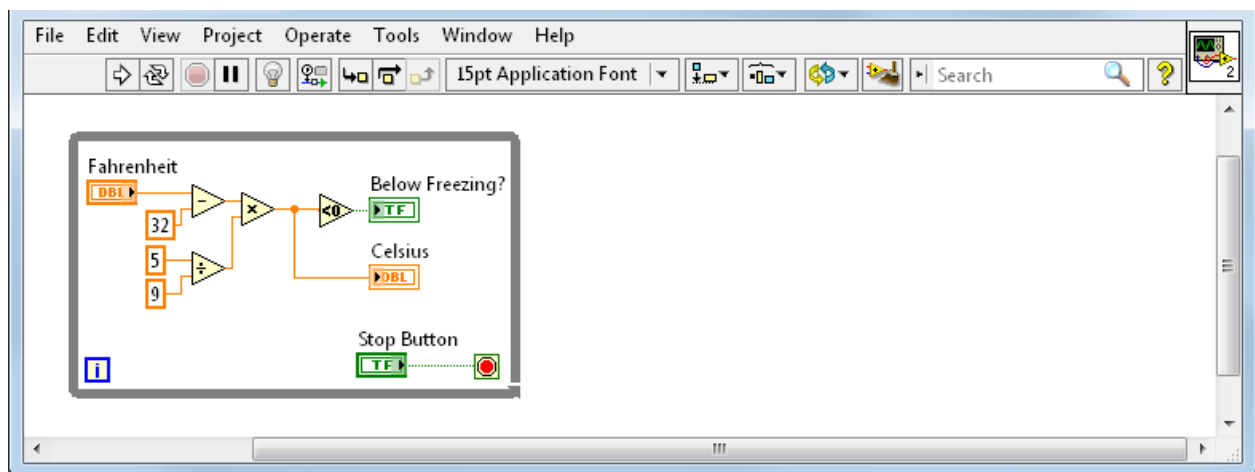 File Edit View Project Operate Tools Window Help
15pt Application Font Search ? 2
Fahrenheit
DBL
32
5
9
Below Freezing?
- × <0 TF
÷
Celsius
DBL
Stop Button
i TF